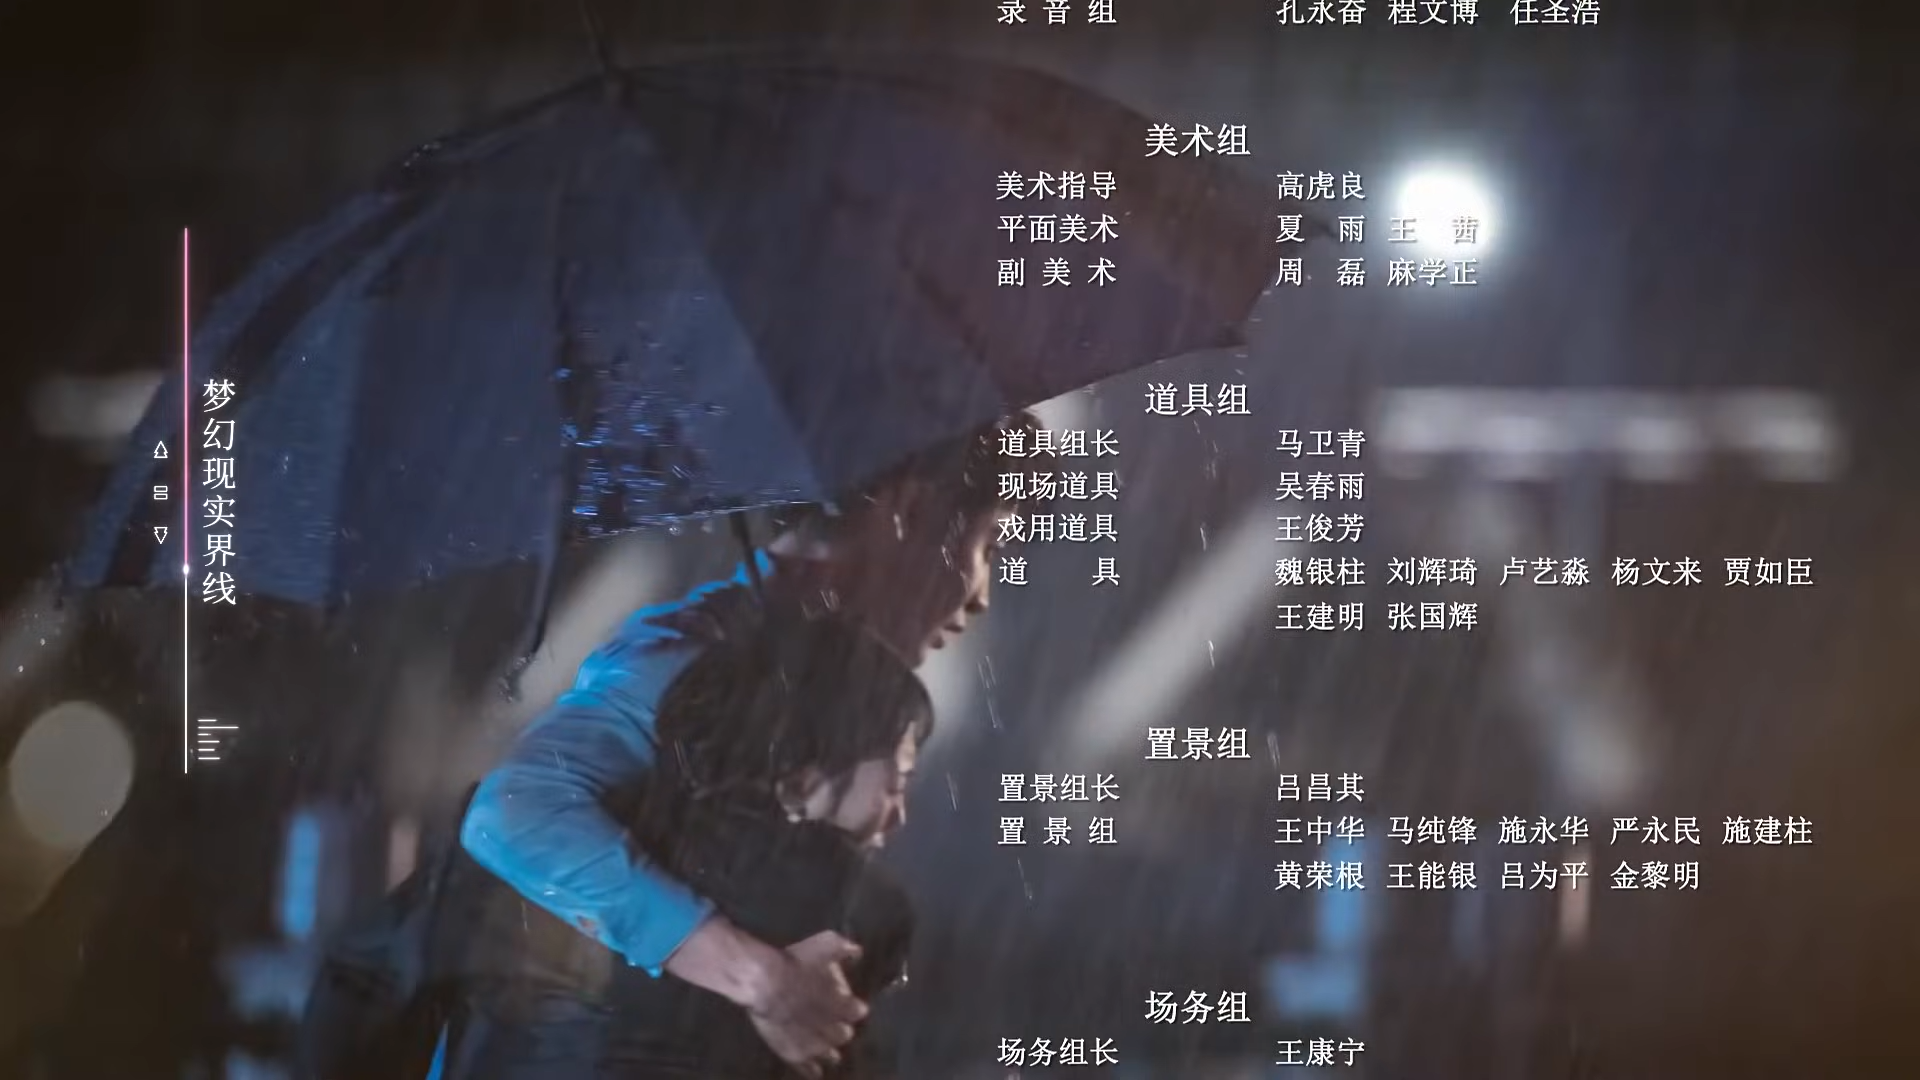 录音组 孔永奋 程文博 任圣浩
美术组
美术指导 高虎良
平面美术 夏雨 王茜
副美术 周磊 麻学正
道具组
道具组长 马卫青
现场道具 吴春雨
戏用道具 王俊芳
道具 魏银柱 刘辉琦 卢艺淼 杨文来 贾如臣
王建明 张国辉
置景组
置景组长 吕昌其
置景组 王中华 马纯锋 施永华 严永民 施建柱
黄荣根 王能银 吕为平 金黎明
场务组
场务组长 王康宁
梦幻现实界线